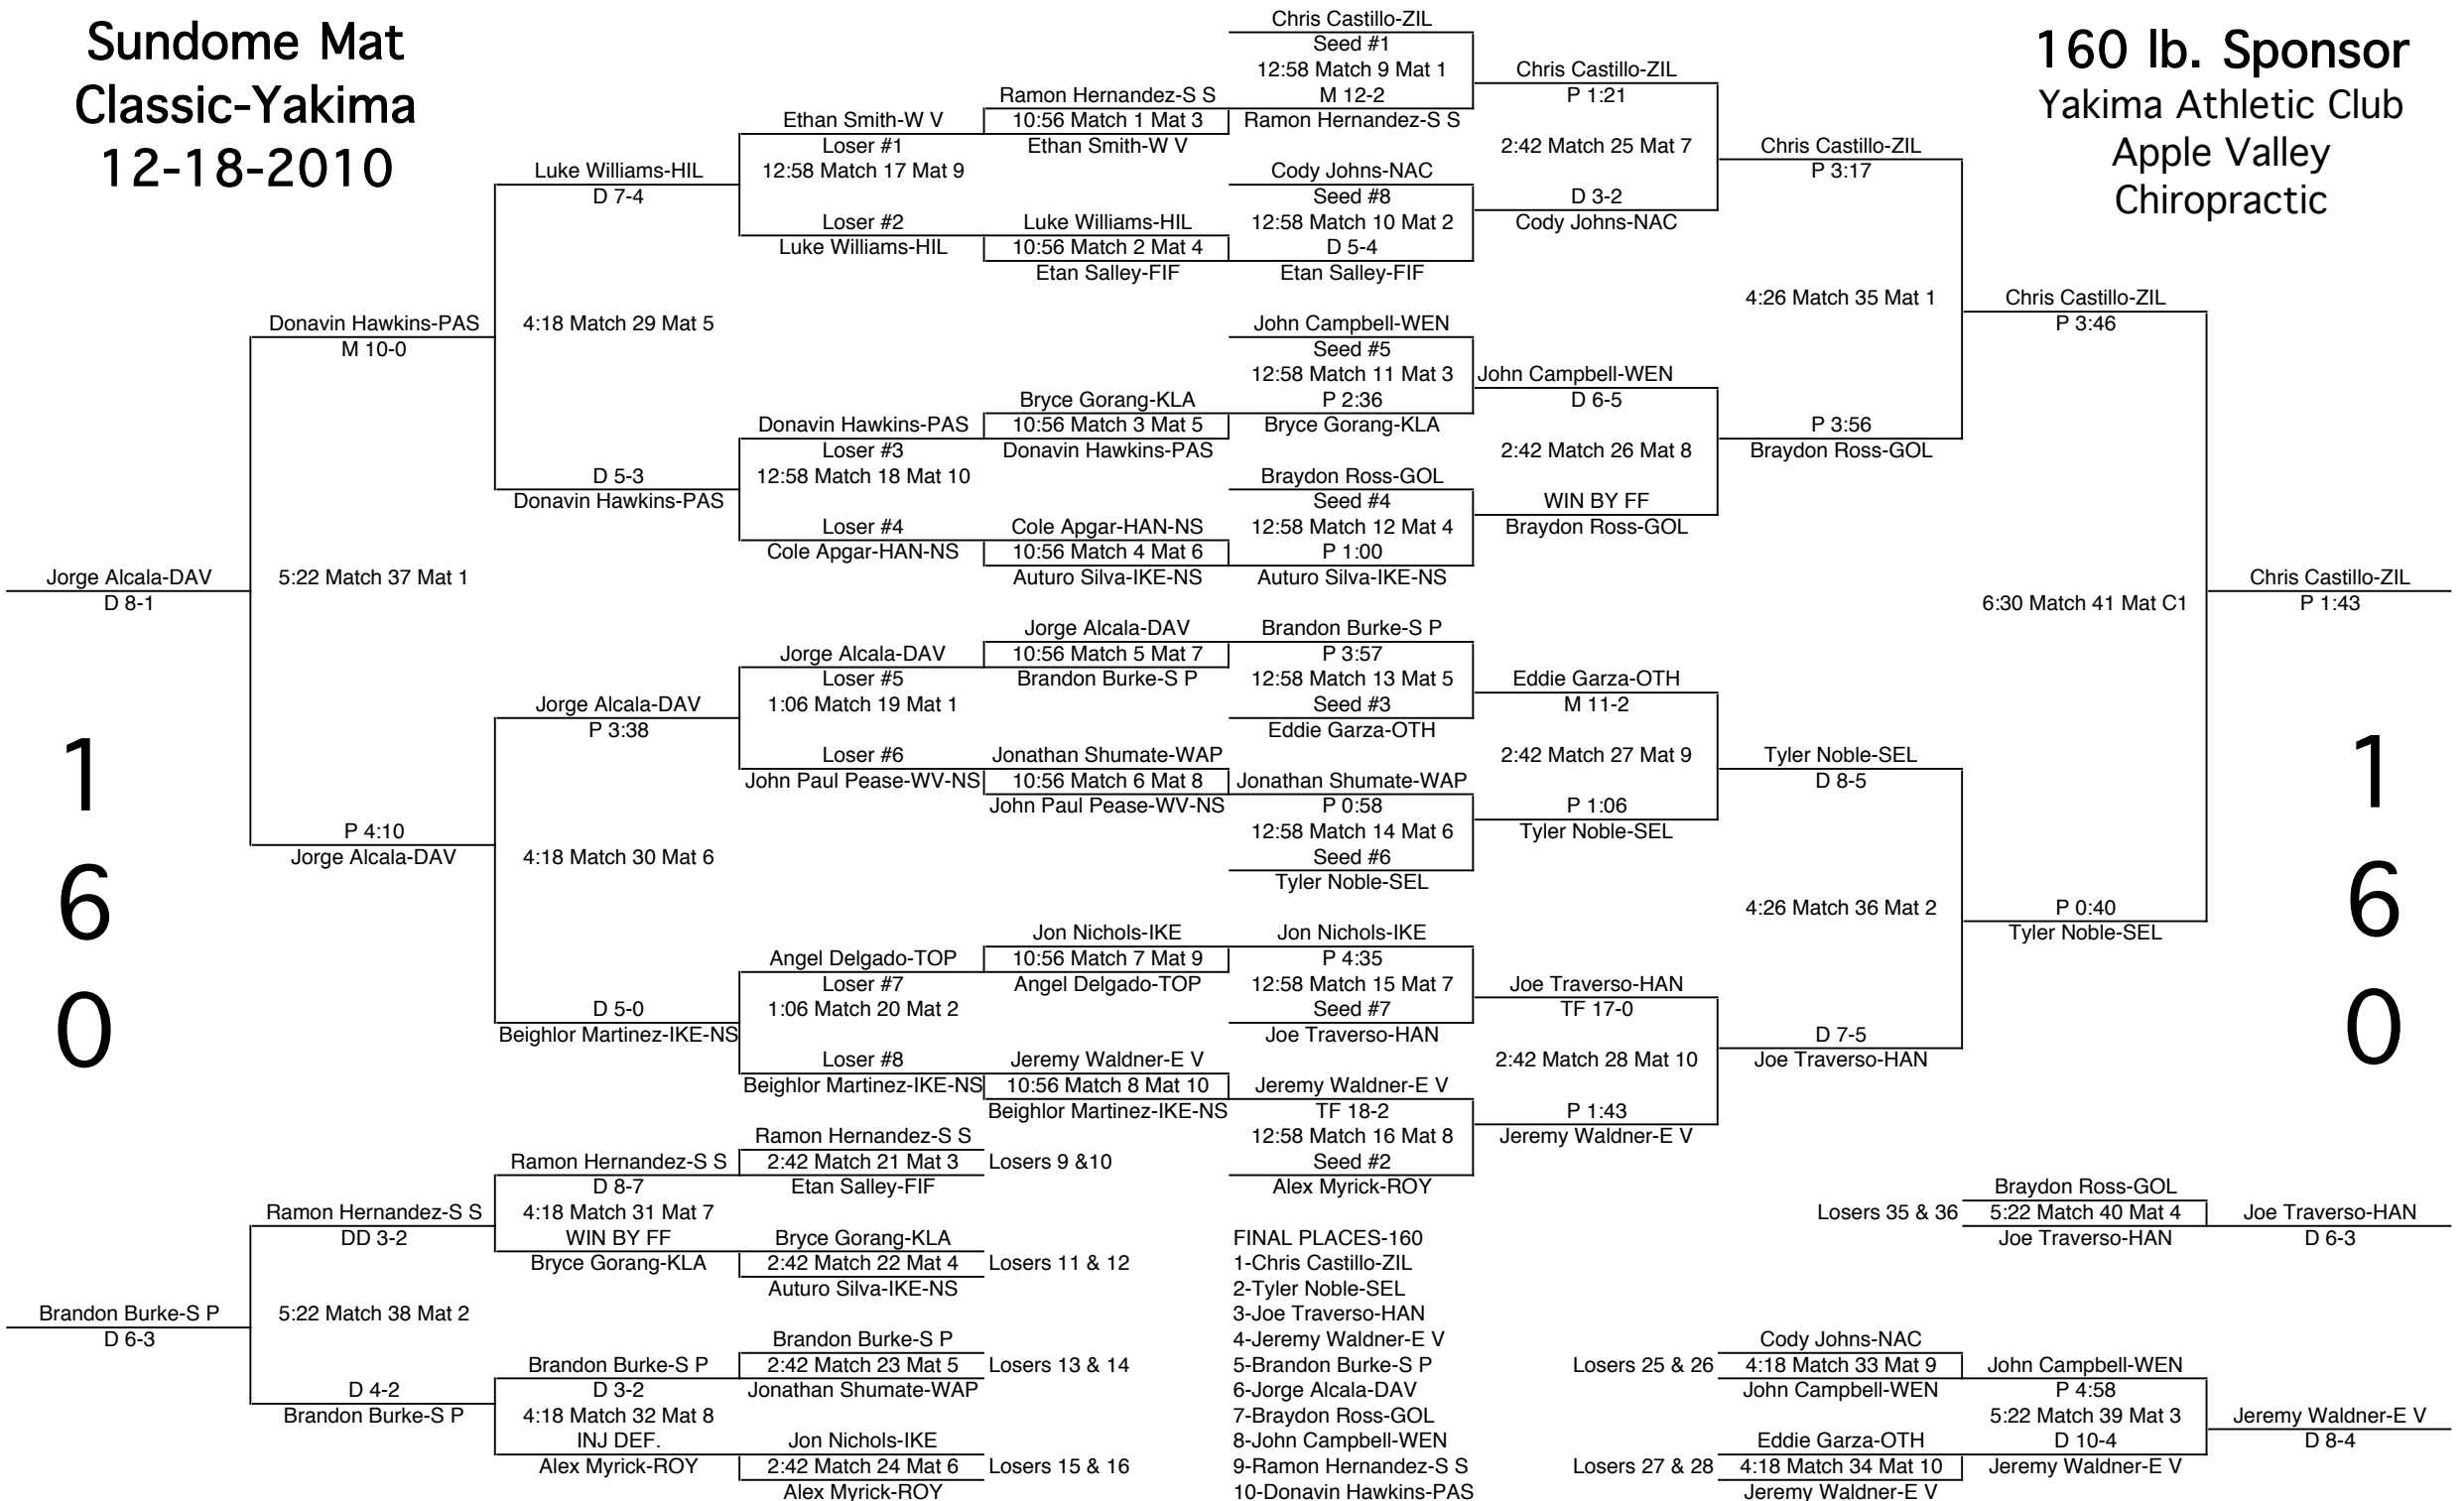 Sundome Mat
Classic-Yakima
12-18-2010
160 lb. Sponsor
Yakima Athletic Club
Apple Valley
Chiropractic
Chris Castillo-ZIL
Seed #1
12:58 Match 9 Mat 1
M 12-2
Ramon Hernandez-S S
Cody Johns-NAC
Seed #8
12:58 Match 10 Mat 2
D 5-4
Etan Salley-FIF
John Campbell-WEN
Seed #5
12:58 Match 11 Mat 3
P 2:36
Bryce Gorang-KLA
Braydon Ross-GOL
Seed #4
12:58 Match 12 Mat 4
P 1:00
Auturo Silva-IKE-NS
Brandon Burke-S P
P 3:57
12:58 Match 13 Mat 5
Seed #3
Eddie Garza-OTH
Jonathan Shumate-WAP
P 0:58
12:58 Match 14 Mat 6
Seed #6
Tyler Noble-SEL
Jon Nichols-IKE
P 4:35
12:58 Match 15 Mat 7
Seed #7
Joe Traverso-HAN
Jeremy Waldner-E V
TF 18-2
12:58 Match 16 Mat 8
Seed #2
Alex Myrick-ROY
Ramon Hernandez-S S
10:56 Match 1 Mat 3
Ethan Smith-W V
Luke Williams-HIL
10:56 Match 2 Mat 4
Etan Salley-FIF
Bryce Gorang-KLA
10:56 Match 3 Mat 5
Donavin Hawkins-PAS
Cole Apgar-HAN-NS
10:56 Match 4 Mat 6
Auturo Silva-IKE-NS
Jorge Alcala-DAV
10:56 Match 5 Mat 7
Brandon Burke-S P
Jonathan Shumate-WAP
10:56 Match 6 Mat 8
John Paul Pease-WV-NS
Jon Nichols-IKE
10:56 Match 7 Mat 9
Angel Delgado-TOP
Jeremy Waldner-E V
10:56 Match 8 Mat 10
Beighlor Martinez-IKE-NS
Ethan Smith-W V
Loser #1
12:58 Match 17 Mat 9
Loser #2
Luke Williams-HIL
Donavin Hawkins-PAS
Loser #3
12:58 Match 18 Mat 10
Loser #4
Cole Apgar-HAN-NS
Jorge Alcala-DAV
Loser #5
1:06 Match 19 Mat 1
Loser #6
John Paul Pease-WV-NS
Angel Delgado-TOP
Loser #7
1:06 Match 20 Mat 2
Loser #8
Beighlor Martinez-IKE-NS
Luke Williams-HIL
D 7-4
4:18 Match 29 Mat 5
D 5-3
Donavin Hawkins-PAS
Jorge Alcala-DAV
P 3:38
4:18 Match 30 Mat 6
D 5-0
Beighlor Martinez-IKE-NS
Donavin Hawkins-PAS
M 10-0
5:22 Match 37 Mat 1
P 4:10
Jorge Alcala-DAV
Jorge Alcala-DAV
D 8-1
1
6
0
Chris Castillo-ZIL
P 1:21
2:42 Match 25 Mat 7
D 3-2
Cody Johns-NAC
John Campbell-WEN
D 6-5
2:42 Match 26 Mat 8
WIN BY FF
Braydon Ross-GOL
Eddie Garza-OTH
M 11-2
2:42 Match 27 Mat 9
P 1:06
Tyler Noble-SEL
Joe Traverso-HAN
TF 17-0
2:42 Match 28 Mat 10
P 1:43
Jeremy Waldner-E V
Chris Castillo-ZIL
P 3:17
4:26 Match 35 Mat 1
P 3:56
Braydon Ross-GOL
Tyler Noble-SEL
D 8-5
4:26 Match 36 Mat 2
D 7-5
Joe Traverso-HAN
Chris Castillo-ZIL
P 3:46
6:30 Match 41 Mat C1
P 0:40
Tyler Noble-SEL
Chris Castillo-ZIL
P 1:43
1
6
0
Ramon Hernandez-S S
2:42 Match 21 Mat 3
Losers 9 &10
Etan Salley-FIF
Bryce Gorang-KLA
2:42 Match 22 Mat 4
Losers 11 & 12
Auturo Silva-IKE-NS
Brandon Burke-S P
2:42 Match 23 Mat 5
Losers 13 & 14
Jonathan Shumate-WAP
Jon Nichols-IKE
2:42 Match 24 Mat 6
Losers 15 & 16
Alex Myrick-ROY
Ramon Hernandez-S S
D 8-7
4:18 Match 31 Mat 7
WIN BY FF
Bryce Gorang-KLA
Brandon Burke-S P
D 3-2
4:18 Match 32 Mat 8
INJ DEF.
Alex Myrick-ROY
Ramon Hernandez-S S
DD 3-2
5:22 Match 38 Mat 2
D 4-2
Brandon Burke-S P
Brandon Burke-S P
D 6-3
FINAL PLACES-160
1-Chris Castillo-ZIL
2-Tyler Noble-SEL
3-Joe Traverso-HAN
4-Jeremy Waldner-E V
5-Brandon Burke-S P
6-Jorge Alcala-DAV
7-Braydon Ross-GOL
8-John Campbell-WEN
9-Ramon Hernandez-S S
10-Donavin Hawkins-PAS
Braydon Ross-GOL
Losers 35 & 36
5:22 Match 40 Mat 4
Joe Traverso-HAN
Joe Traverso-HAN
D 6-3
Cody Johns-NAC
Losers 25 & 26
4:18 Match 33 Mat 9
John Campbell-WEN
Eddie Garza-OTH
Losers 27 & 28
4:18 Match 34 Mat 10
Jeremy Waldner-E V
John Campbell-WEN
P 4:58
5:22 Match 39 Mat 3
D 10-4
Jeremy Waldner-E V
Jeremy Waldner-E V
D 8-4